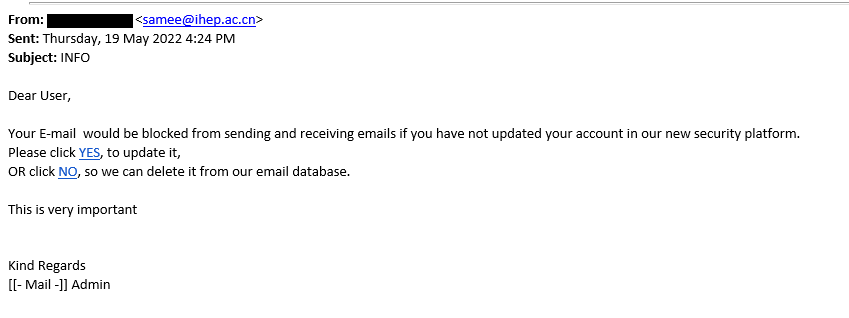 From: <samee@ihep.ac.cn>
Sent: Thursday, 19 May 2022 4:24 PM
Subject: INFO
Dear User,
Your E-mail  would be blocked from sending and receiving emails if you have not updated your account in our new security platform.
Please click YES, to update it,
OR click NO, so we can delete it from our email database.
This is very important
Kind Regards
[[- Mail -]] Admin